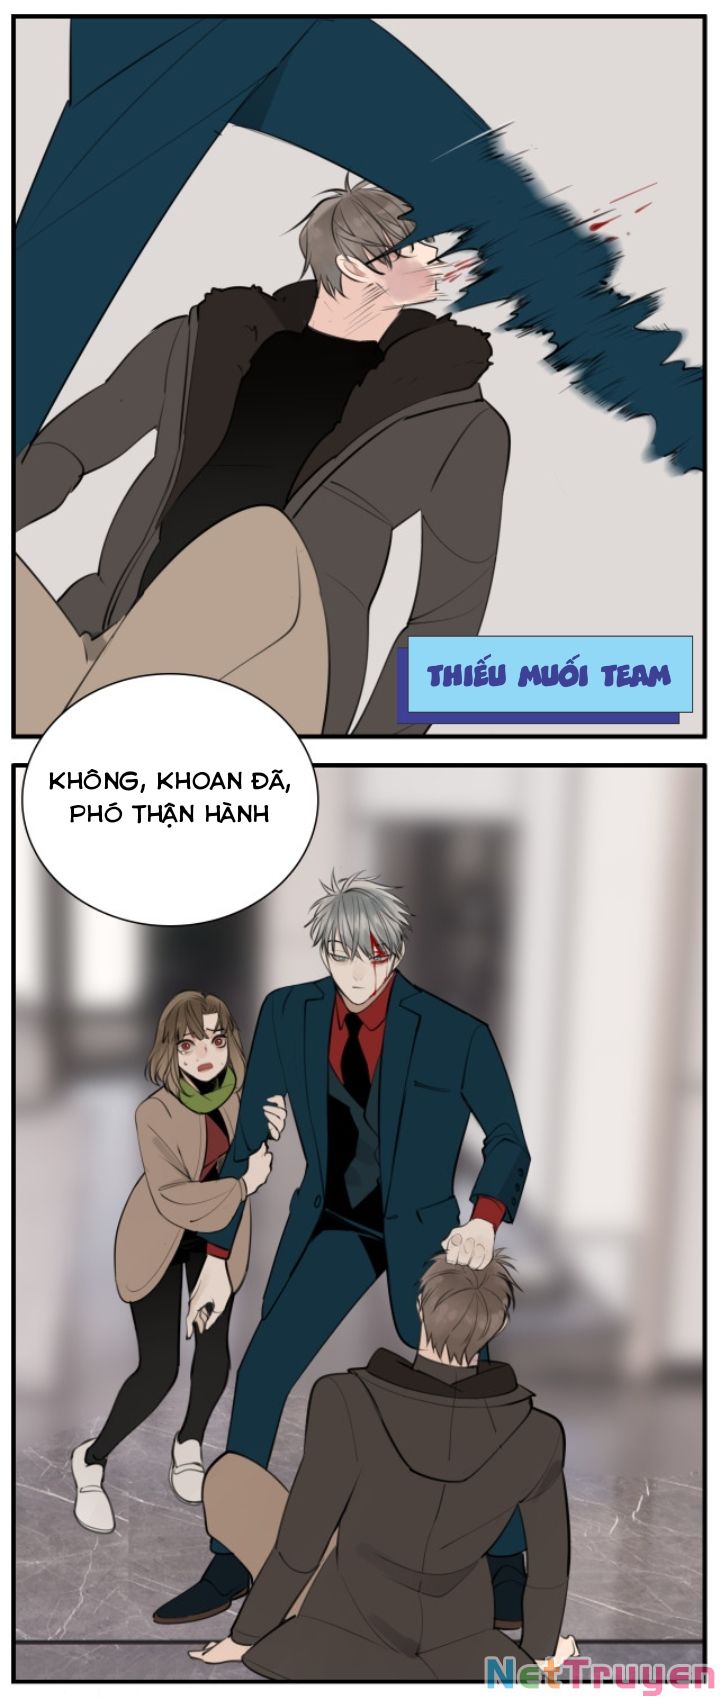 THIẾU MUỐI TEAM
KHÔNG, KHOAN ĐÃ,
PHÓ THẬN HÀNH
NetTruyen